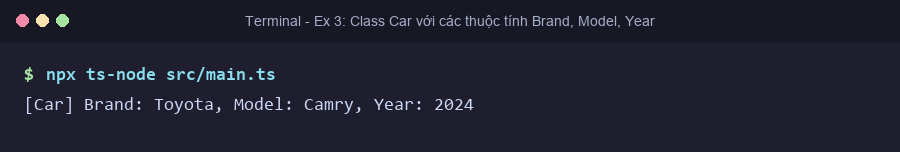 Terminal - Ex 3: Class Car với các thuộc tính Brand, Model, Year
$ npx ts-node src/main.ts
[Car] Brand: Toyota, Model: Camry, Year: 2024